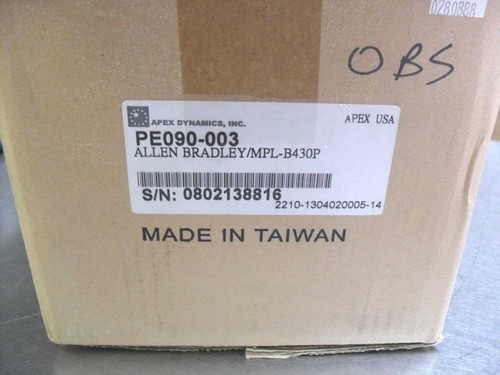 0280888
OBS
APEX DYNAMICS, INC.
APEX USA
PE090-003
ALLEN BRADLEY/MPL-B430P
S/N: 0802138816
2210-1304020005-14
MADE IN TAIWAN